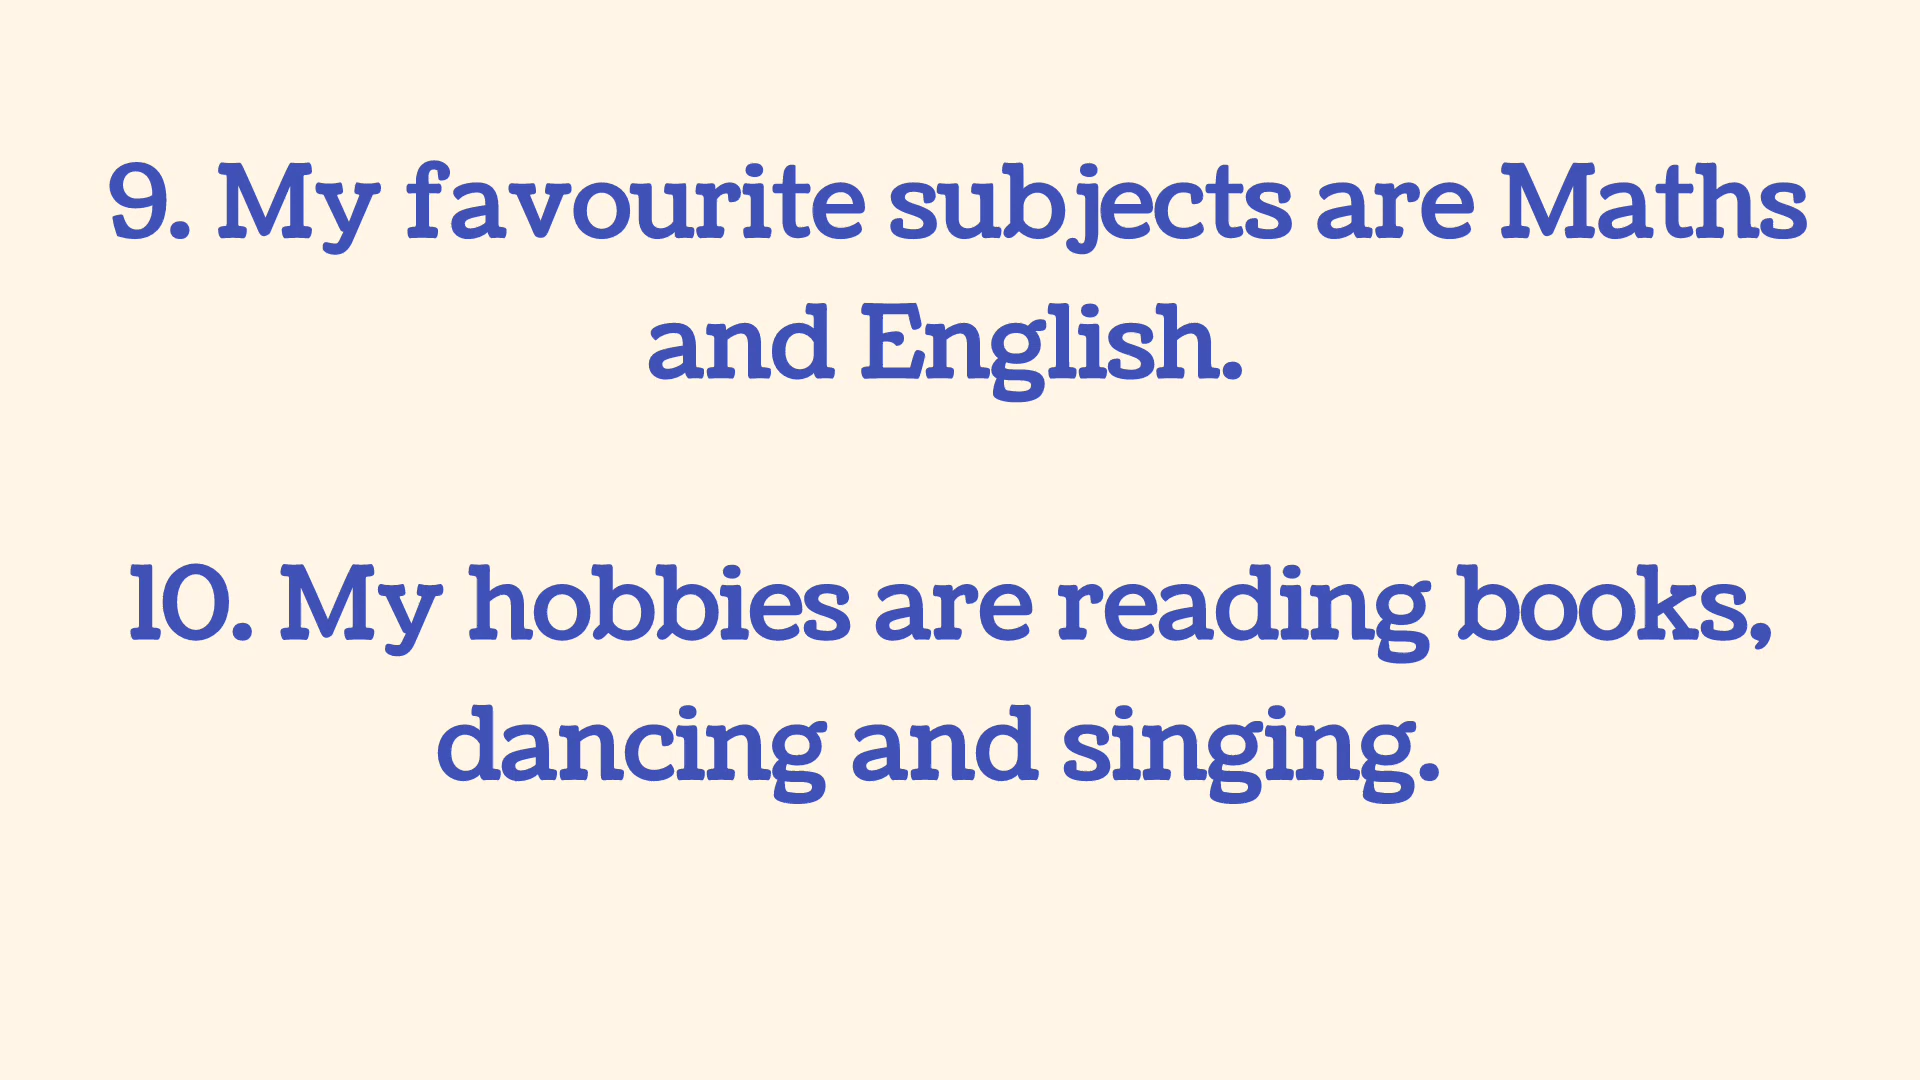 9. My favourite subjects are Maths
and English.
10. My hobbies are reading books,
dancing and singing.